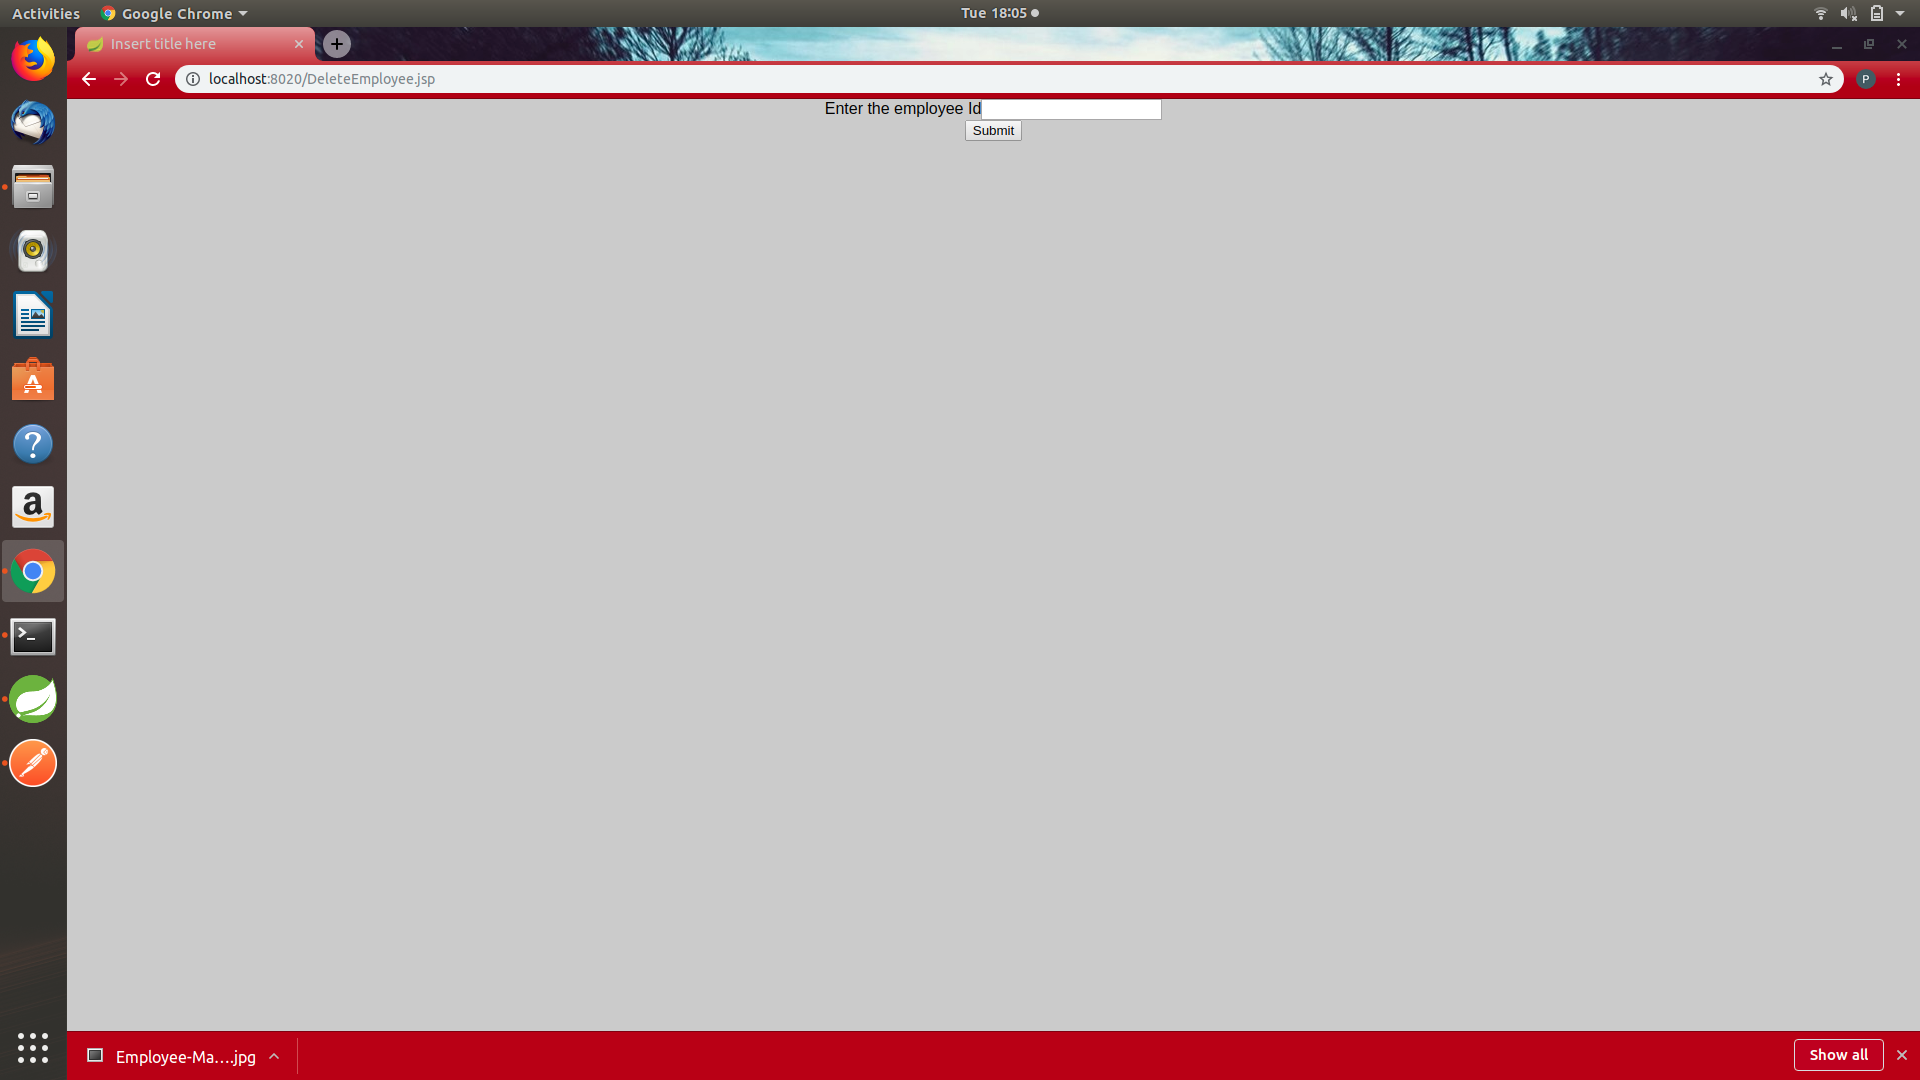 Activities
Google Chrome
Tue 18:05
Insert title here
localhost:8020/DeleteEmployee.jsp
P
Enter the employee Id
Submit
Employee-Ma....jpg
Show all